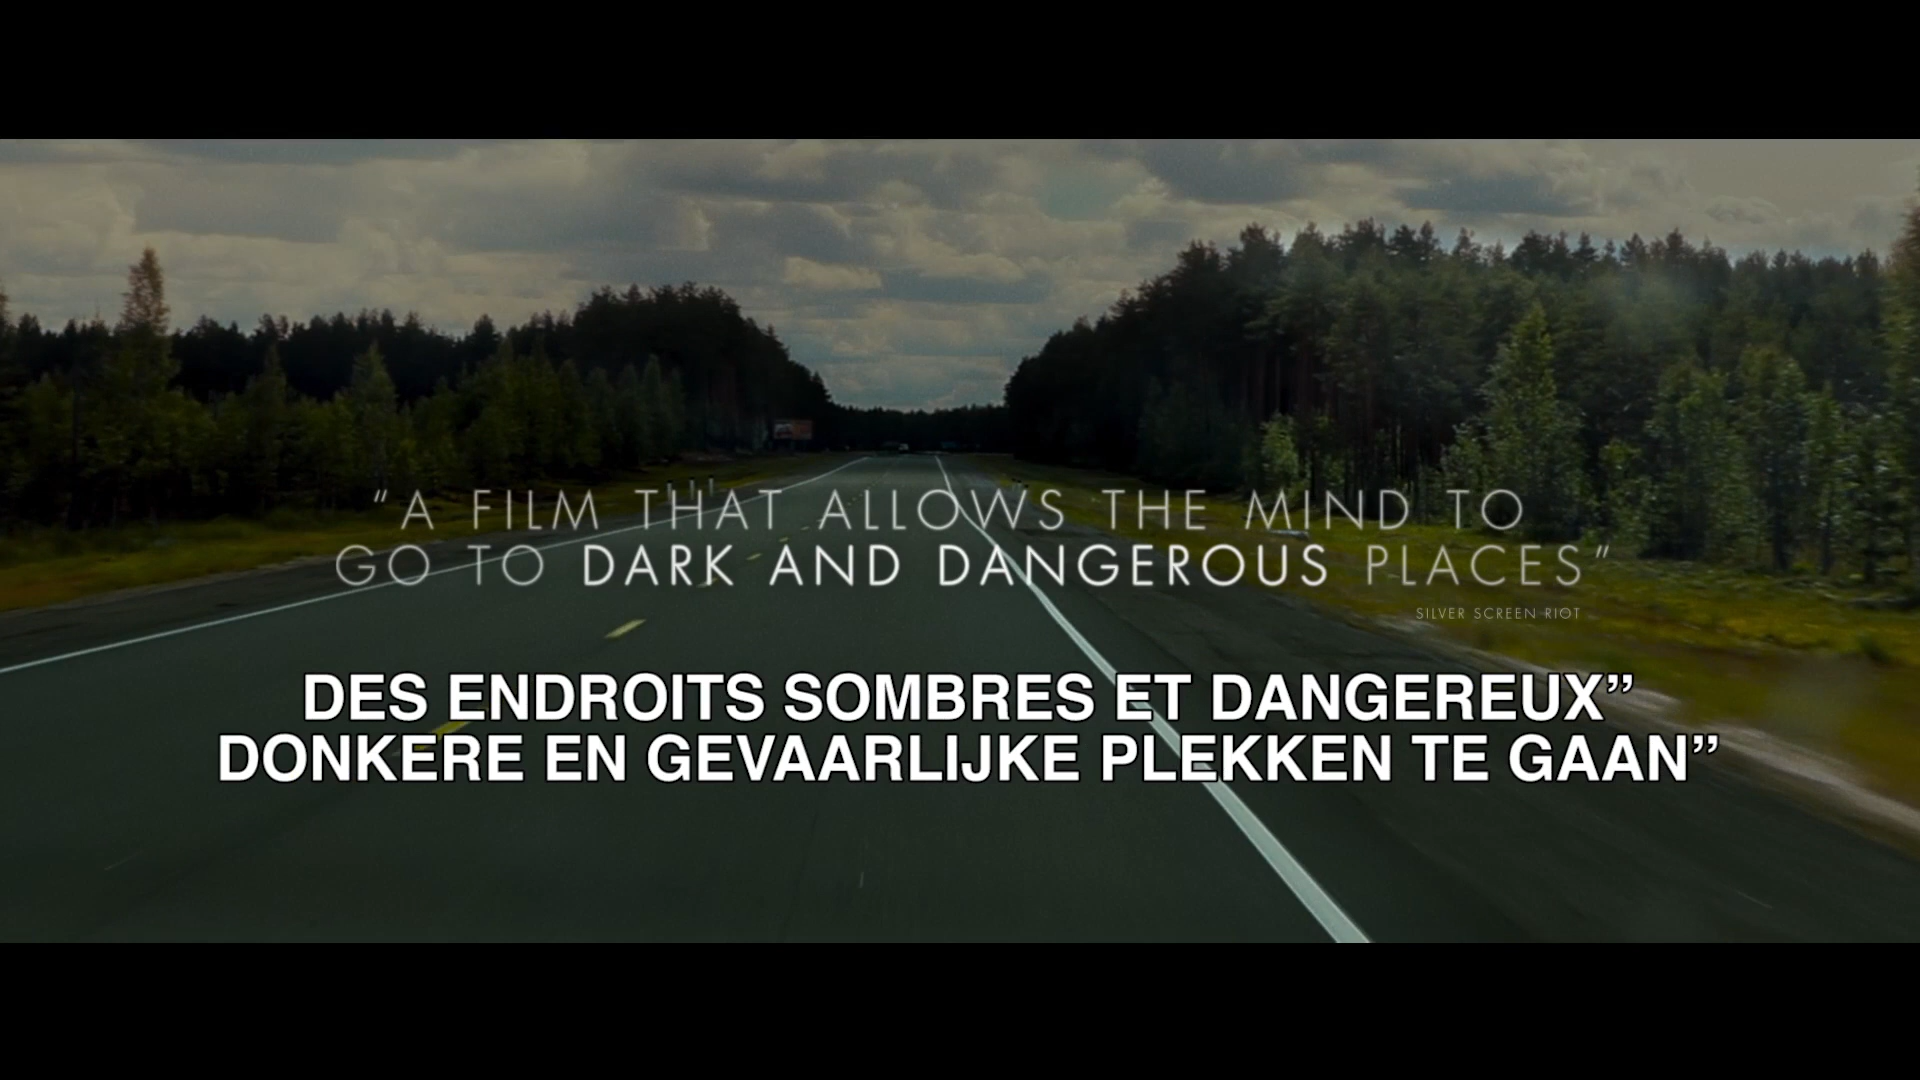 “A FILM THAT ALLOWS THE MIND TO
GO TO DARK AND DANGEROUS PLACES”
SILVER SCREEN RIOT
DES ENDROITS SOMBRES ET DANGEREUX”
DONKERE EN GEVAARLIJKE PLEKKEN TE GAAN”